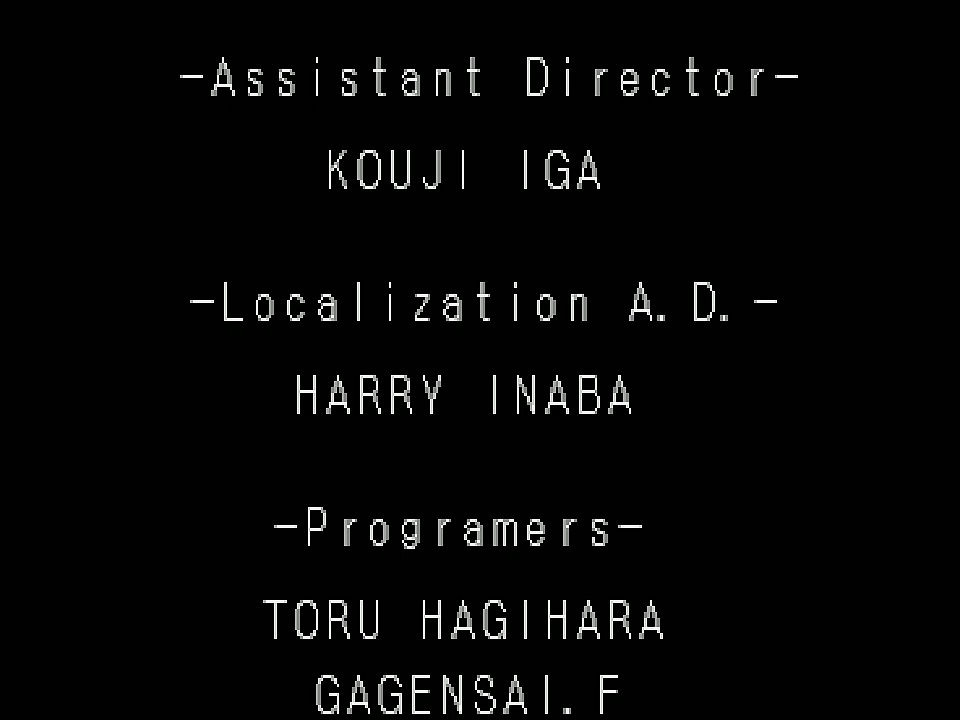 -Assistant Director-
KOUJI IGA
-Localization A.D.-
HARRY INABA
-Programers-
TORU HAGIHARA
GAGENSAI.F